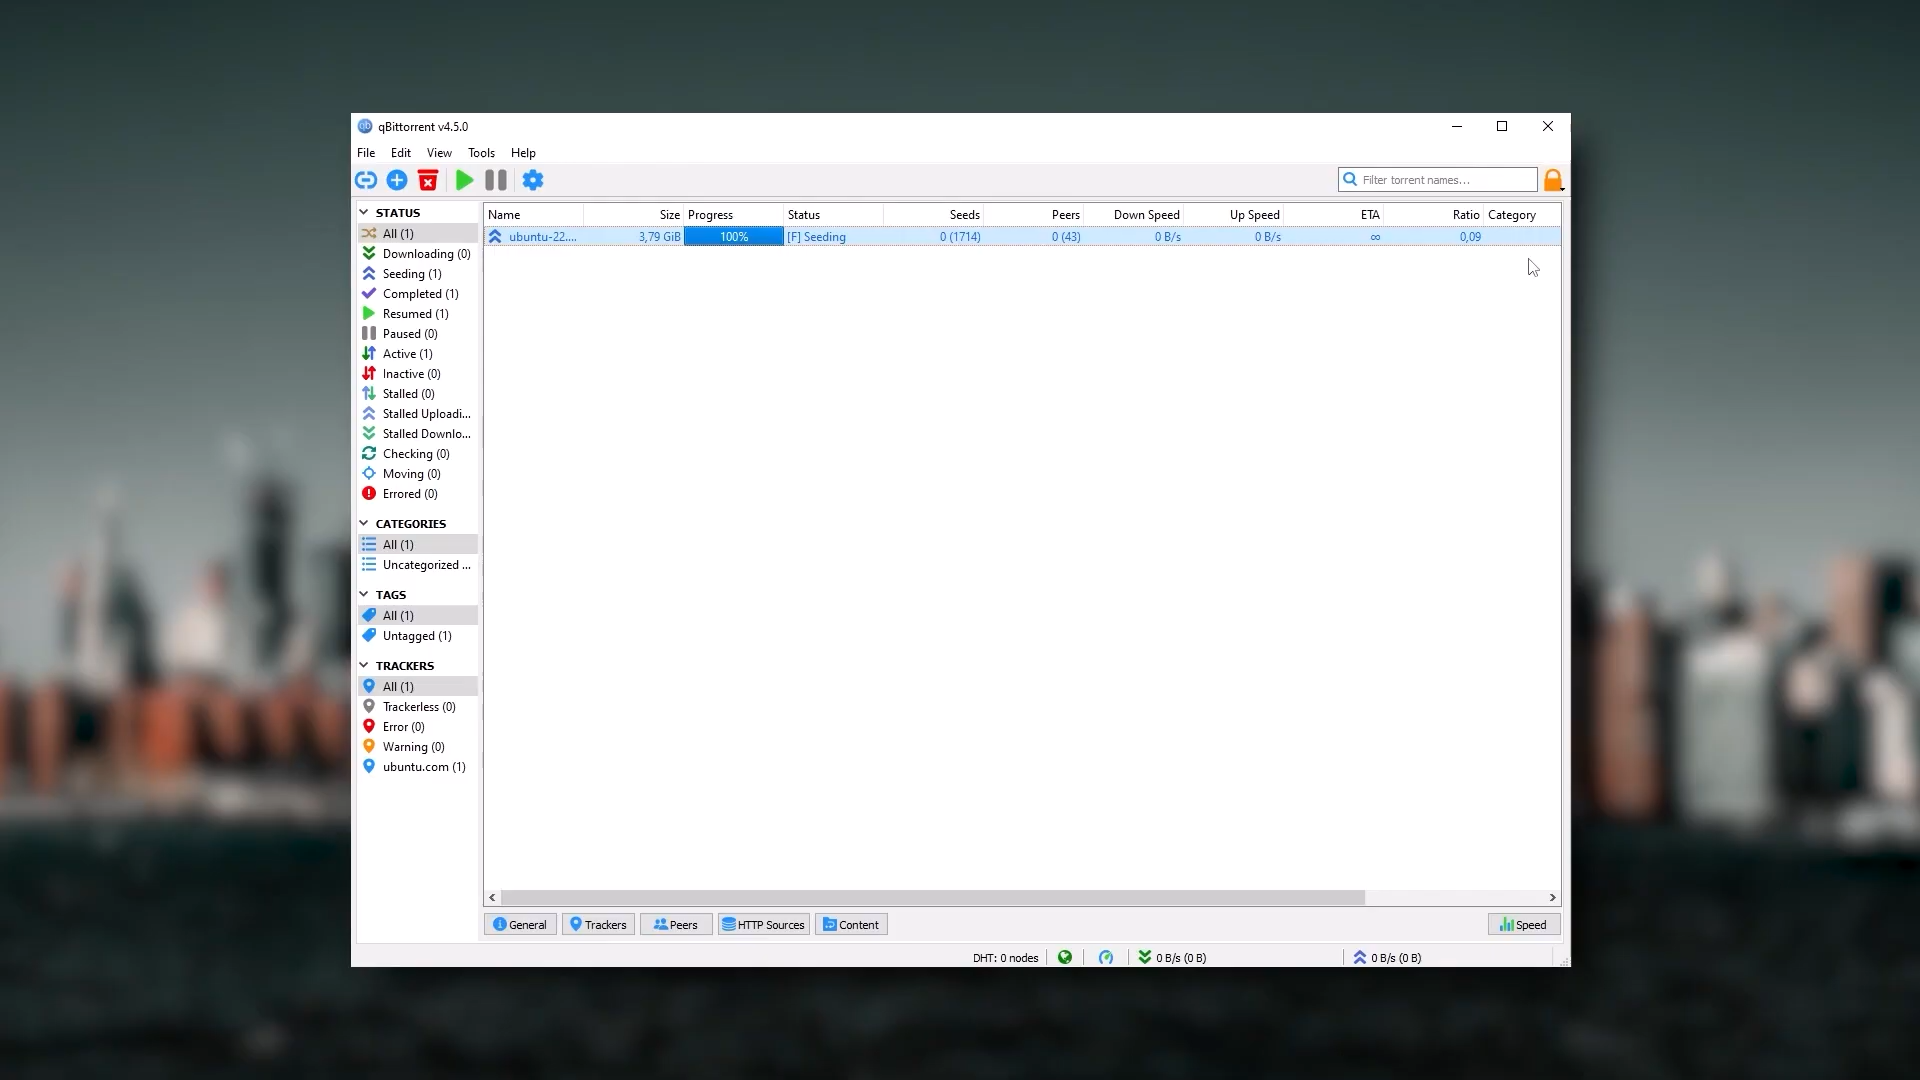 qBittorrent v4.5.0
File Edit View Tools Help
Filter torrent names...
STATUS
All (1)
Downloading (0)
Seeding (1)
Completed (1)
Resumed (1)
Paused (0)
Active (1)
Inactive (0)
Stalled (0)
Stalled Uploadi...
Stalled Downlo...
Checking (0)
Moving (0)
Errored (0)
CATEGORIES
All (1)
Uncategorized ...
TAGS
All (1)
Untagged (1)
TRACKERS
All (1)
Trackerless (0)
Error (0)
Warning (0)
ubuntu.com (1)
Name Size Progress Status Seeds Peers Down Speed Up Speed ETA Ratio Category
ubuntu-22.... 3,79 GiB 100% [F] Seeding 0 (1714) 0 (43) 0 B/s 0 B/s ∞ 0,09
General Trackers Peers HTTP Sources Content Speed
DHT: 0 nodes 0 B/s (0 B) 0 B/s (0 B)